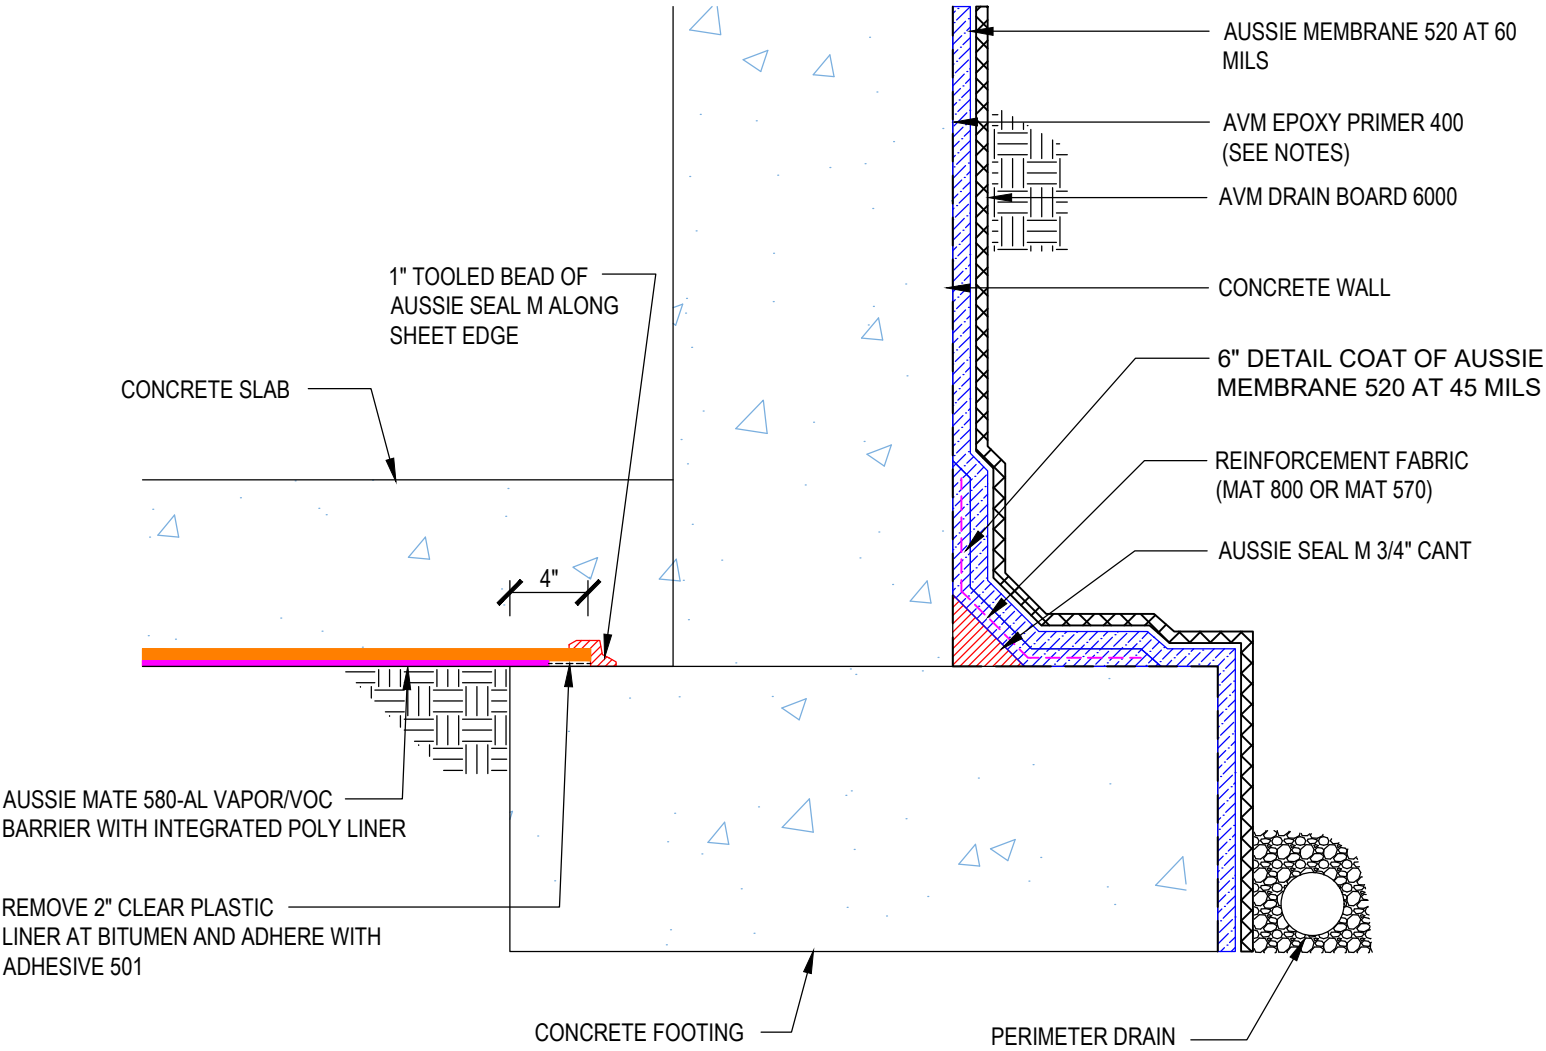 AUSSIE MEMBRANE 520 AT 60
MILS
AVM EPOXY PRIMER 400
(SEE NOTES)
AVM DRAIN BOARD 6000
1" TOOLED BEAD OF
AUSSIE SEAL M ALONG
SHEET EDGE
CONCRETE WALL
CONCRETE SLAB
6" DETAIL COAT OF AUSSIE
MEMBRANE 520 AT 45 MILS
REINFORCEMENT FABRIC
(MAT 800 OR MAT 570)
AUSSIE SEAL M 3/4" CANT
4"
AUSSIE MATE 580-AL VAPOR/VOC
BARRIER WITH INTEGRATED POLY LINER
REMOVE 2" CLEAR PLASTIC
LINER AT BITUMEN AND ADHERE WITH
ADHESIVE 501
CONCRETE FOOTING
PERIMETER DRAIN